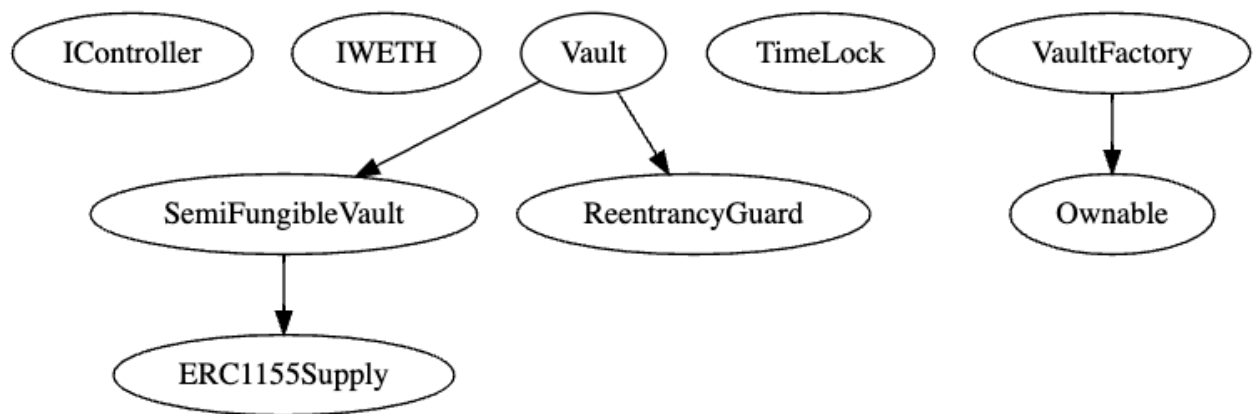 IController
IWETH
Vault
TimeLock
VaultFactory
SemiFungibleVault
ReentrancyGuard
Ownable
ERC1155Supply